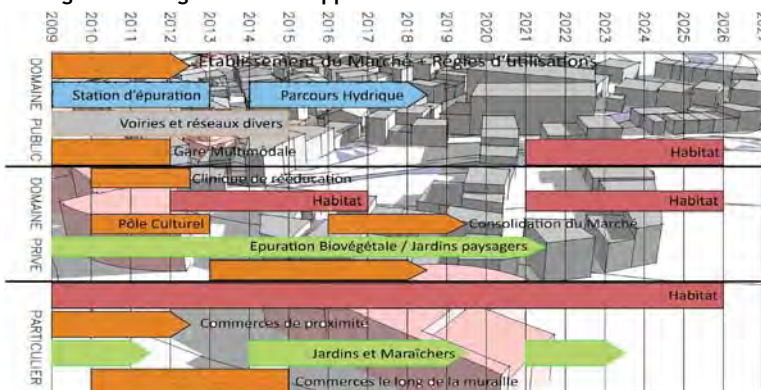 2009 2010 2011 2012 2013 2014 2015 2016 2017 2018 2019 2020 2021 2022 2023 2024 2025 2026
DOMAINE PUBLIC
Etablissement du Marché + Règles d'utilisations
Station d'épuration Parcours Hydrique
Voiries et réseaux divers
Gare Multimodale Habitat
DOMAINE PRIVE
Clinique de rééducation
Habitat Habitat
Pôle Culturel Consolidation du Marché
Epuration Biovégétale / Jardins paysagers
PARTICULIER
Habitat
Commerces de proximité
Jardins et Maraîchers
Commerces le long de la muraille